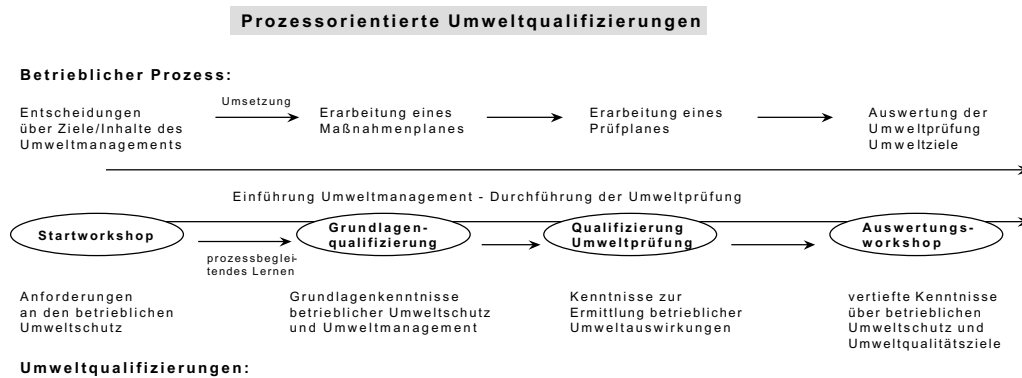 Prozessorientierte Umweltqualifizierungen
Betrieblicher Prozess:
Entscheidungen
über Ziele/Inhalte des
Umweltmanagements
Umsetzung
Erarbeitung eines
Maßnahmenplanes
Erarbeitung eines
Prüfplanes
Auswertung der
Umweltprüfung
Umweltziele
Einführung Umweltmanagement - Durchführung der Umweltprüfung
Startworkshop
prozessbeglei-
tendes Lernen
Grundlagen-
qualifizierung
Qualifizierung
Umweltprüfung
Auswertungs-
workshop
Anforderungen
an den betrieblichen
Umweltschutz
Grundlagenkenntnisse
betrieblicher Umweltschutz
und Umweltmanagement
Kenntnisse zur
Ermittlung betrieblicher
Umweltauswirkungen
vertiefte Kenntnisse
über betrieblichen
Umweltschutz und
Umweltqualitätsziele
Umweltqualifizierungen: